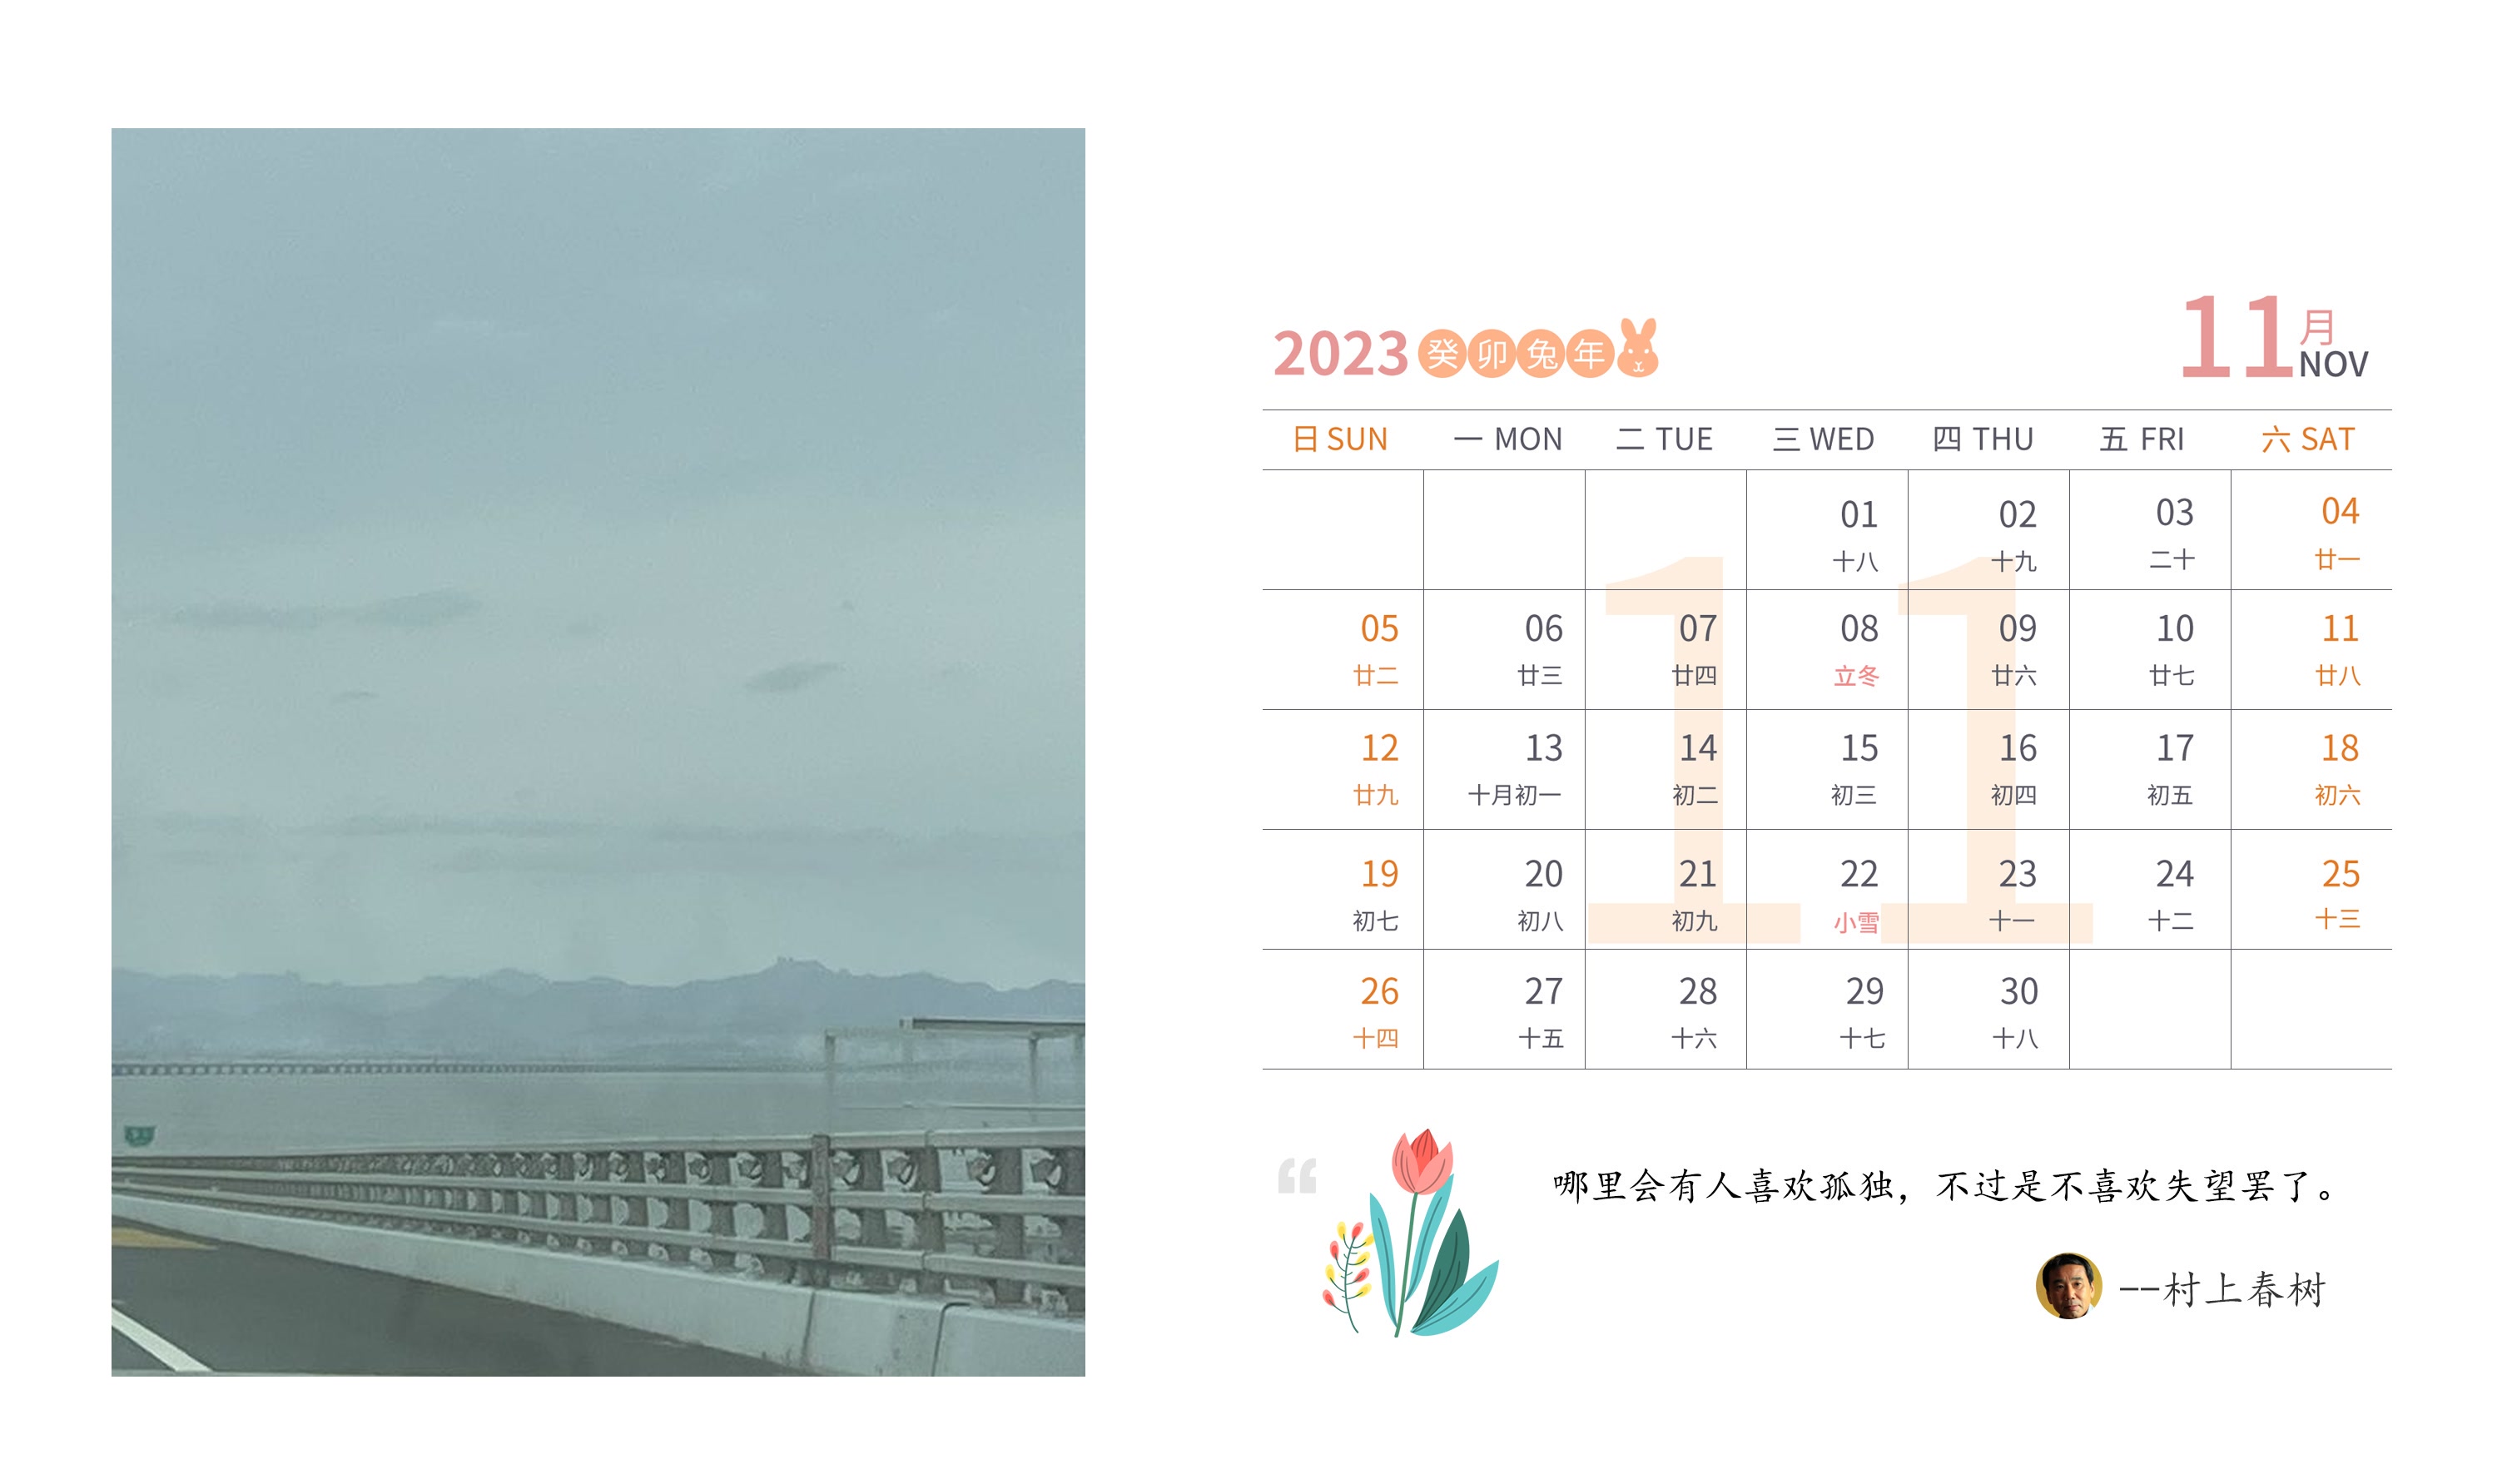 2023 癸卯兔年
11月
NOV
日 SUN 一 MON 二 TUE 三 WED 四 THU 五 FRI 六 SAT
01 02 03 04
十八 十九 二十 廿一
05 06 07 08 09 10 11
廿二 廿三 廿四 立冬 廿六 廿七 廿八
12 13 14 15 16 17 18
廿九 十月初一 初二 初三 初四 初五 初六
19 20 21 22 23 24 25
初七 初八 初九 小雪 十一 十二 十三
26 27 28 29 30
十四 十五 十六 十七 十八
11
“
哪里会有人喜欢孤独，不过是不喜欢失望罢了。
——村上春树